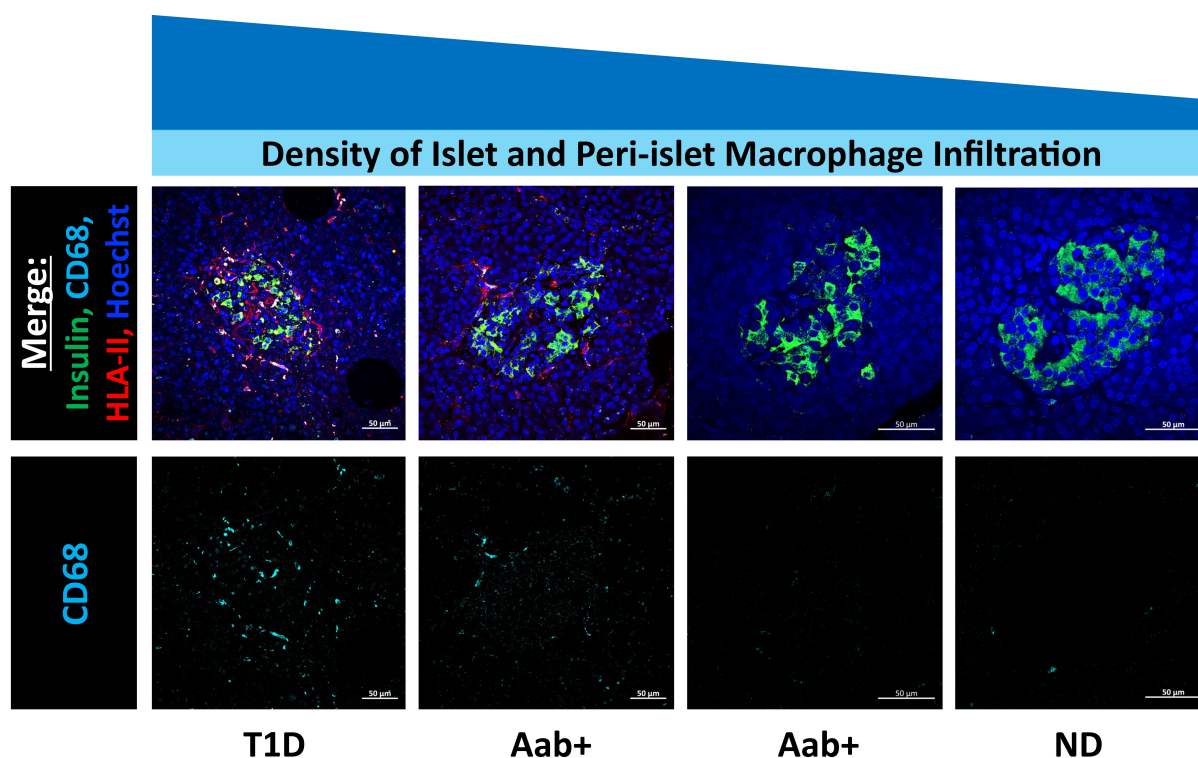 Density of Islet and Peri-islet Macrophage Infiltration
Merge:
Insulin, CD68,
HLA-II, Hoechst
50 µm
50 µm
50 µm
50 µm
CD68
50 µm
50 µm
50 µm
50 µm
T1D
Aab+
Aab+
ND